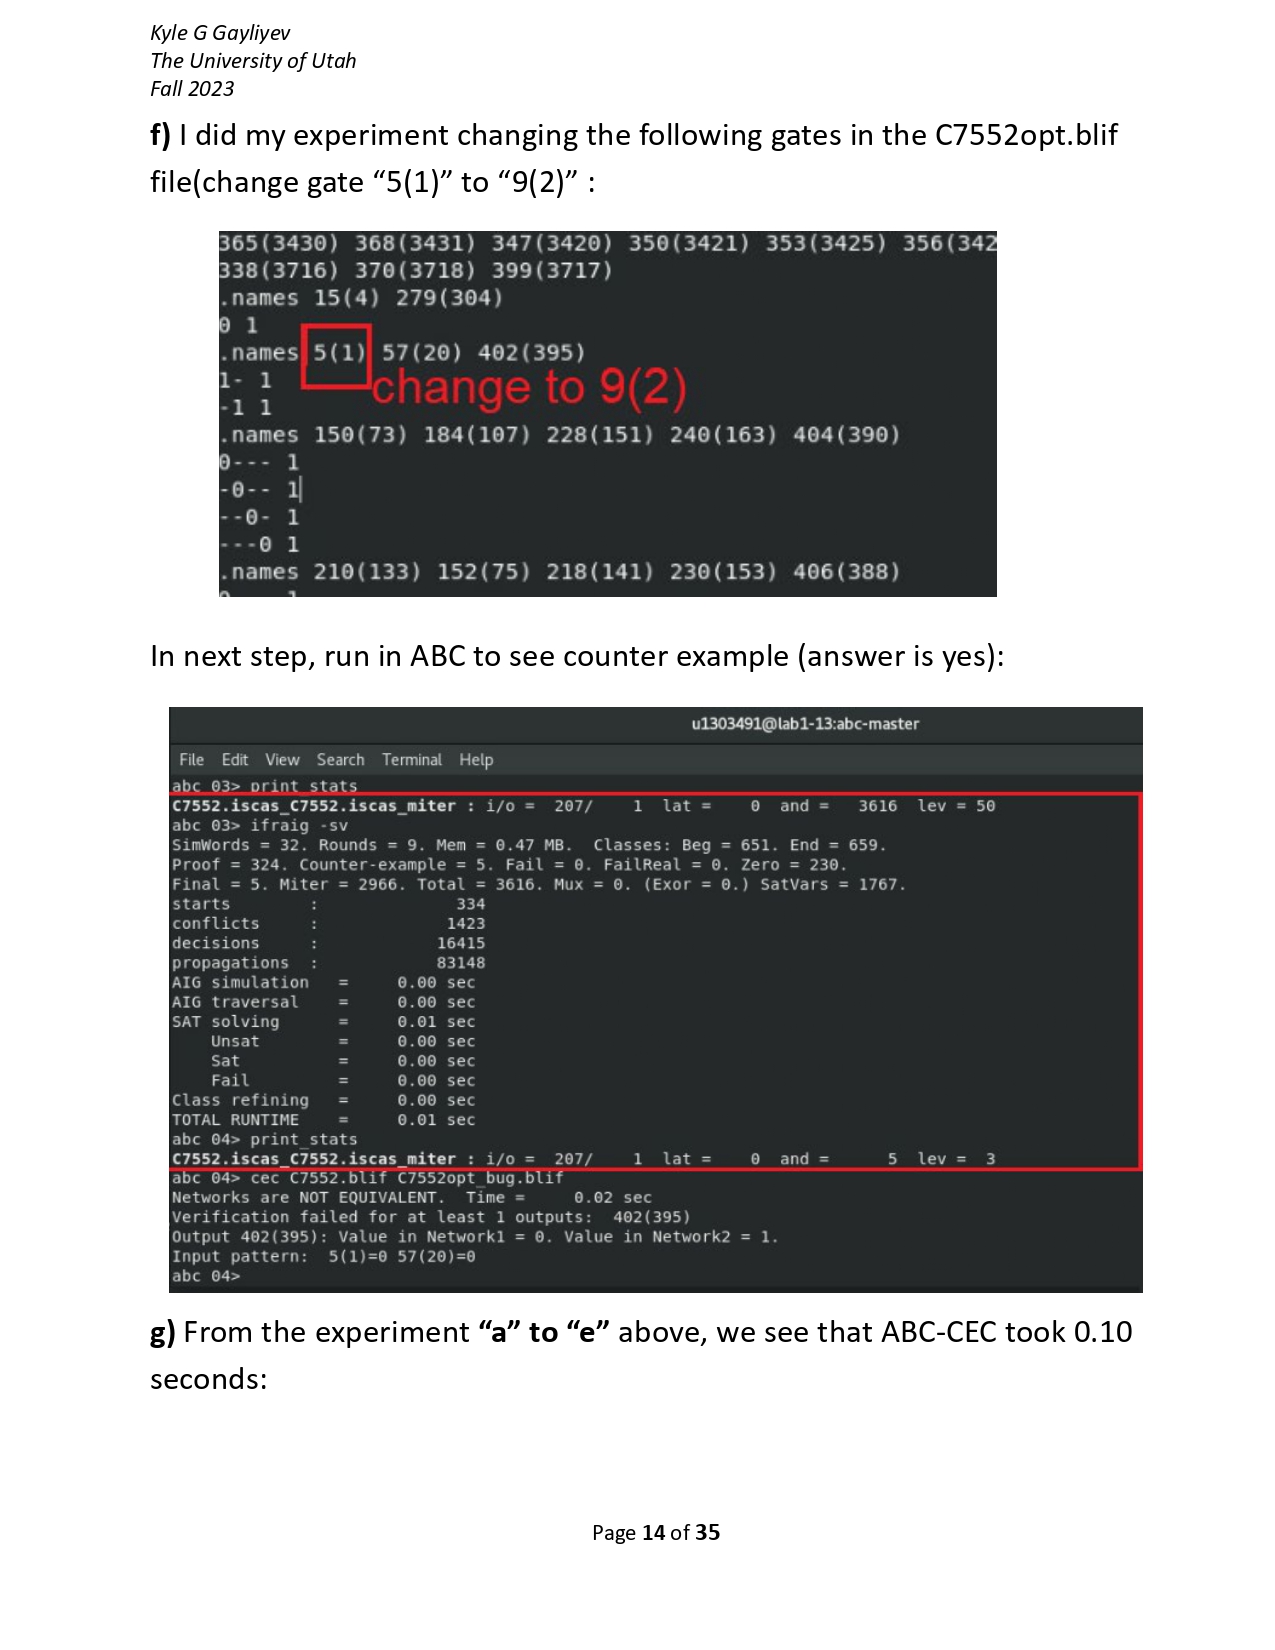 Kyle G Gayliyev
The University of Utah
Fall 2023
f) I did my experiment changing the following gates in the C7552opt.blif
file(change gate “5(1)” to “9(2)” :
365(3430) 368(3431) 347(3420) 350(3421) 353(3425) 356(342
338(3716) 370(3718) 399(3717)
.names 15(4) 279(304)
0 1
.names 5(1) 57(20) 402(395)
1- 1
change to 9(2)
-1 1
.names 150(73) 184(107) 228(151) 240(163) 404(390)
0--- 1
-0-- 1
--0- 1
---0 1
.names 210(133) 152(75) 218(141) 230(153) 406(388)
In next step, run in ABC to see counter example (answer is yes):
u1303491@lab1-13:abc-master
File Edit View Search Terminal Help
abc 03> print_stats
C7552.iscas_C7552.iscas_miter : i/o = 207/ 1 lat = 0 and = 3616 lev = 50
abc 03> ifraig -sv
SimWords = 32. Rounds = 9. Mem = 0.47 MB. Classes: Beg = 651. End = 659.
Proof = 324. Counter-example = 5. Fail = 0. FailReal = 0. Zero = 230.
Final = 5. Miter = 2966. Total = 3616. Mux = 0. (Exor = 0.) SatVars = 1767.
starts : 334
conflicts : 1423
decisions : 16415
propagations : 83148
AIG simulation = 0.00 sec
AIG traversal = 0.00 sec
SAT solving = 0.01 sec
Unsat = 0.00 sec
Sat = 0.00 sec
Fail = 0.00 sec
Class refining = 0.00 sec
TOTAL RUNTIME = 0.01 sec
abc 04> print_stats
C7552.iscas_C7552.iscas_miter : i/o = 207/ 1 lat = 0 and = 5 lev = 3
abc 04> cec C7552.blif C7552opt_bug.blif
Networks are NOT EQUIVALENT. Time = 0.02 sec
Verification failed for at least 1 outputs: 402(395)
Output 402(395): Value in Network1 = 0. Value in Network2 = 1.
Input pattern: 5(1)=0 57(20)=0
abc 04>
g) From the experiment “a” to “e” above, we see that ABC-CEC took 0.10
seconds:
Page 14 of 35